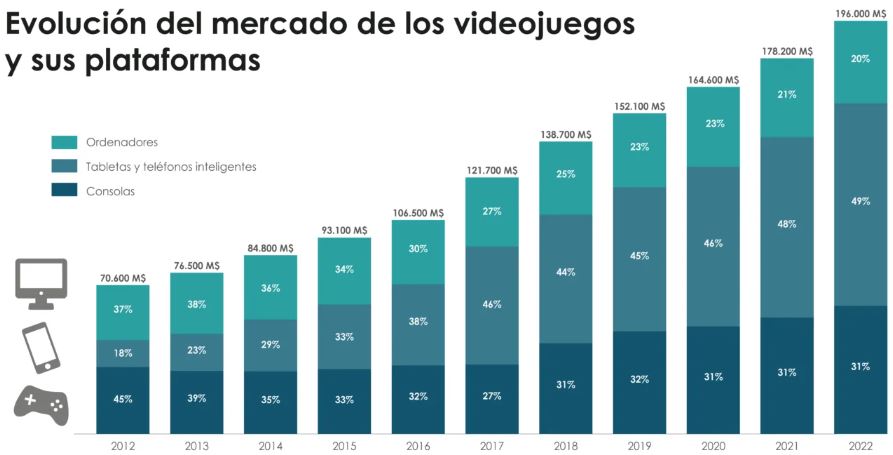 Evolución del mercado de los videojuegos
y sus plataformas
Ordenadores
Tabletas y teléfonos inteligentes
Consolas
70.600 M$
37%
18%
45%
2012
76.500 M$
38%
23%
39%
2013
84.800 M$
36%
29%
35%
2014
93.100 M$
34%
33%
33%
2015
106.500 M$
30%
38%
32%
2016
121.700 M$
27%
46%
27%
2017
138.700 M$
25%
44%
31%
2018
152.100 M$
23%
45%
32%
2019
164.600 M$
23%
46%
31%
2020
178.200 M$
21%
48%
31%
2021
196.000 M$
20%
49%
31%
2022